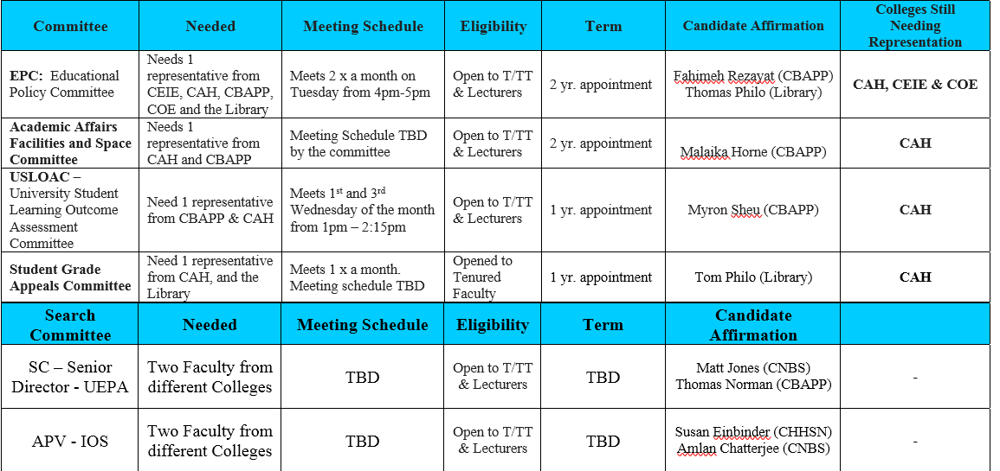 Committee
Needed
Meeting Schedule
Eligibility
Term
Candidate Affirmation
Colleges Still
Needing
Representation
EPC:  Educational
Policy Committee
Needs 1
representative from
CEIE, CAH, CBAPP,
COE and the Library
Meets 2 x a month on
Tuesday from 4pm-5pm
Open to T/TT
& Lecturers
2 yr. appointment
Fahimeh Rezayat (CBAPP)
Thomas Philo (Library)
CAH, CEIE & COE
Academic Affairs
Facilities and Space
Committee
Needs 1
representative from
CAH and CBAPP
Meeting Schedule TBD
by the committee
Open to T/TT
& Lecturers
2 yr. appointment
Malaika Horne (CBAPP)
CAH
USLOAC –
University Student
Learning Outcome
Assessment
Committee
Need 1 representative
from CBAPP & CAH
Meets 1st and 3rd
Wednesday of the month
from 1pm – 2:15pm
Open to T/TT
& Lecturers
1 yr. appointment
Myron Sheu (CBAPP)
CAH
Student Grade
Appeals Committee
Need 1 representative
from CAH, and the
Library
Meets 1 x a month.
Meeting schedule TBD
Opened to
Tenured
Faculty
1 yr. appointment
Tom Philo (Library)
CAH
Search
Committee
Needed
Meeting Schedule
Eligibility
Term
Candidate
Affirmation
SC – Senior
Director - UEPA
Two Faculty from
different Colleges
TBD
Open to T/TT
& Lecturers
TBD
Matt Jones (CNBS)
Thomas Norman (CBAPP)
-
APV - IOS
Two Faculty from
different Colleges
TBD
Open to T/TT
& Lecturers
TBD
Susan Einbinder (CHHSN)
Amlan Chatterjee (CNBS)
-